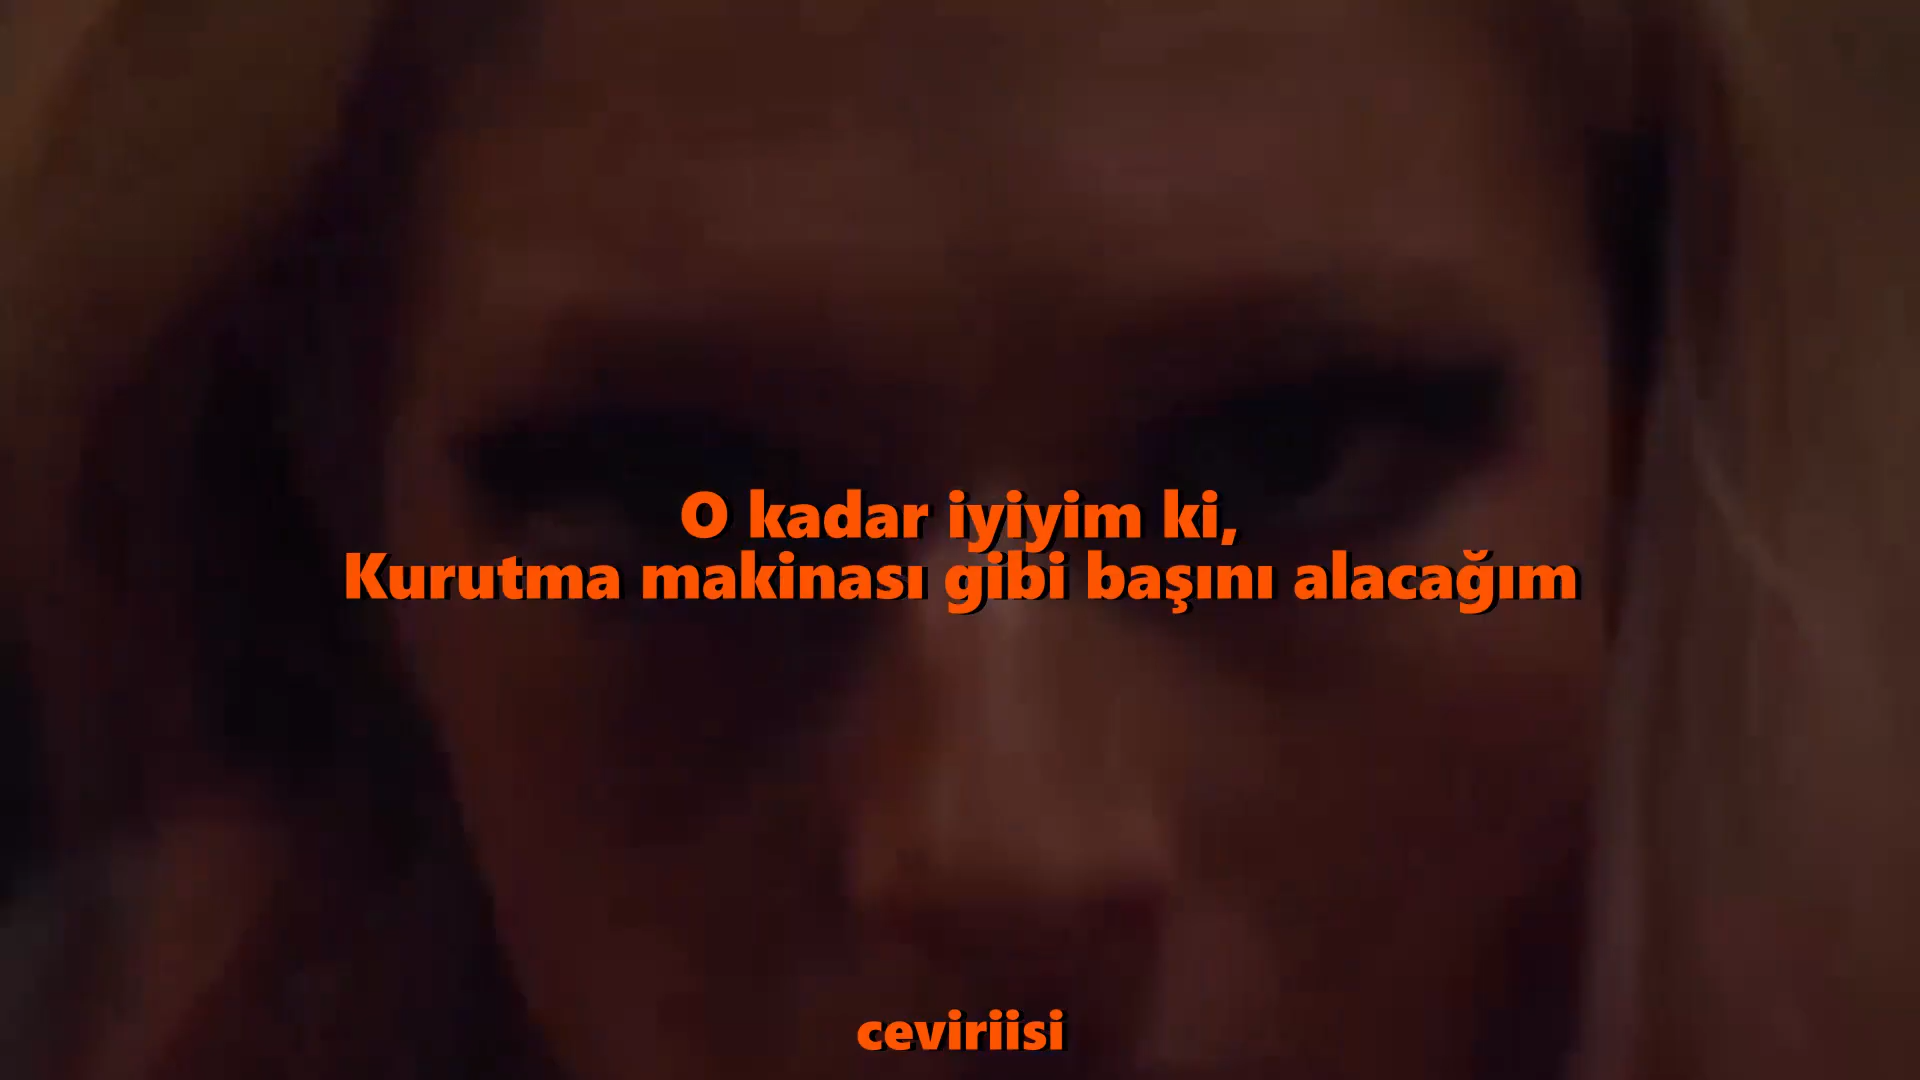 O kadar iyiyim ki,
Kurutma makinası gibi başını alacağım
ceviriisi